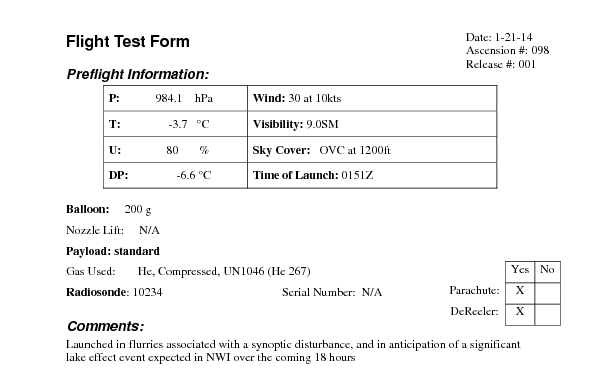 Flight Test Form
Date: 1-21-14
Ascension #: 098
Release #: 001
Preflight Information:
P: 984.1 hPa Wind: 30 at 10kts
T: -3.7 °C Visibility: 9.0SM
U: 80 % Sky Cover: OVC at 1200ft
DP: -6.6 °C Time of Launch: 0151Z
Balloon: 200 g
Nozzle Lift: N/A
Payload: standard
Gas Used: He, Compressed, UN1046 (He 267)
Yes No
Radiosonde: 10234 Serial Number: N/A Parachute: X
DeReeler: X
Comments:
Launched in flurries associated with a synoptic disturbance, and in anticipation of a significant
lake effect event expected in NWI over the coming 18 hours